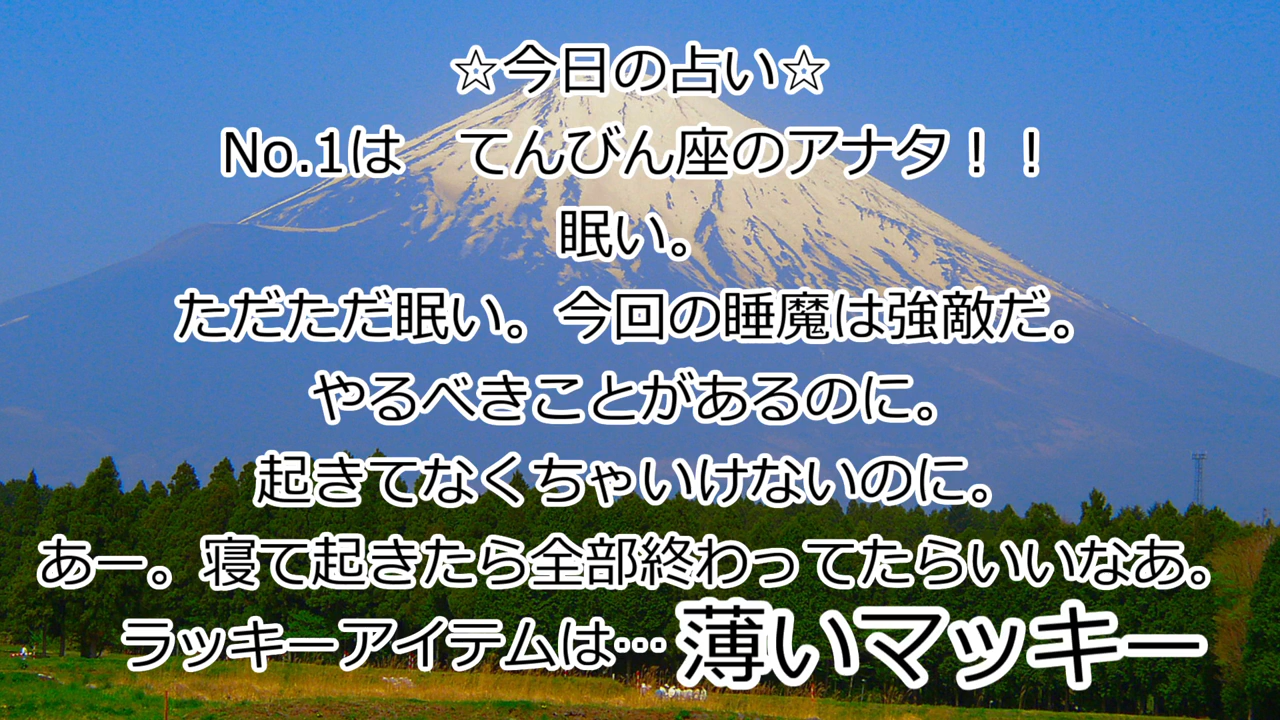 ☆今日の占い☆
No.1は　てんびん座のアナタ！！
眠い。
ただただ眠い。今回の睡魔は強敵だ。
やるべきことがあるのに。
起きてなくちゃいけないのに。
あー。寝て起きたら全部終わってたらいいなあ。
ラッキーアイテムは…薄いマッキー